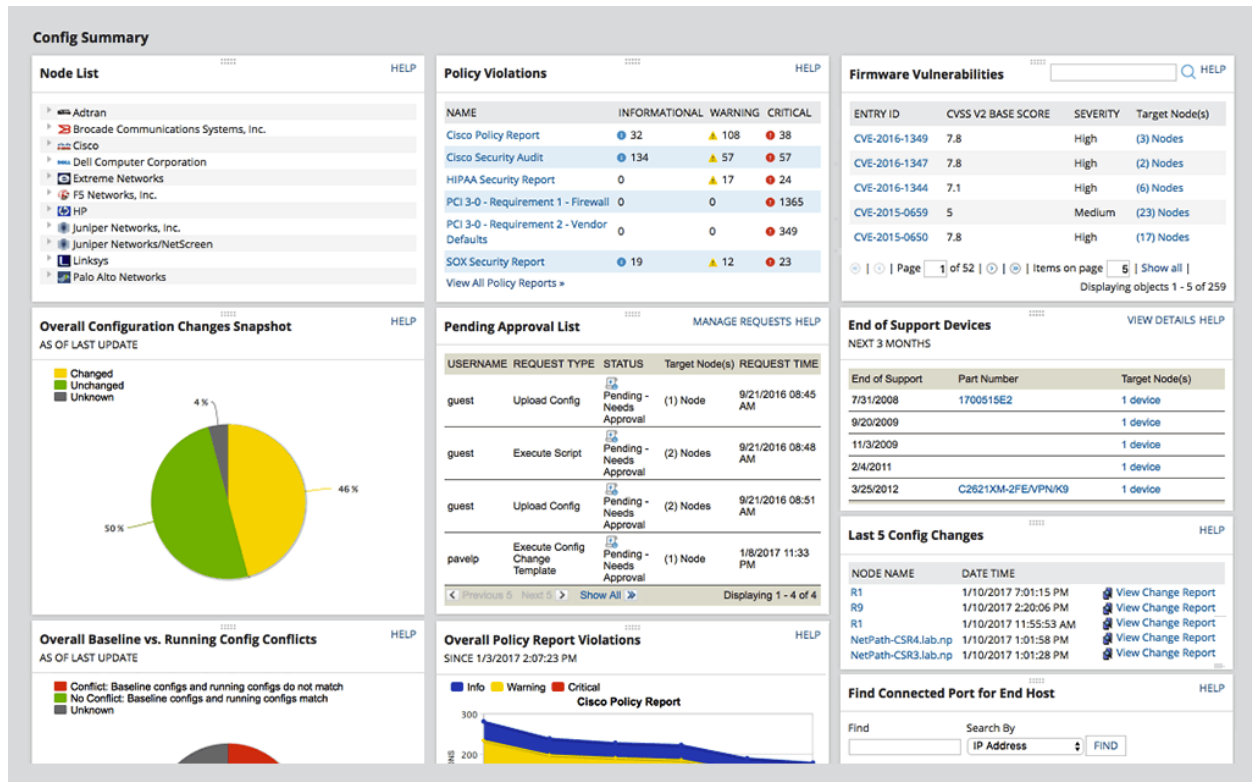 Config Summary
Node List HELP
Adtran
Brocade Communications Systems, Inc.
Cisco
Dell Computer Corporation
Extreme Networks
F5 Networks, Inc.
HP
Juniper Networks, Inc.
Juniper Networks/NetScreen
Linksys
Palo Alto Networks
Policy Violations HELP
NAME INFORMATIONAL WARNING CRITICAL
Cisco Policy Report 32 108 38
Cisco Security Audit 134 57 57
HIPAA Security Report 0 17 24
PCI 3-0 - Requirement 1 - Firewall 0 0 1365
PCI 3-0 - Requirement 2 - Vendor
Defaults 0 0 349
SOX Security Report 19 12 23
View All Policy Reports »
Firmware Vulnerabilities HELP
ENTRY ID CVSS V2 BASE SCORE SEVERITY Target Node(s)
CVE-2016-1349 7.8 High (3) Nodes
CVE-2016-1347 7.8 High (2) Nodes
CVE-2016-1344 7.1 High (6) Nodes
CVE-2015-0659 5 Medium (23) Nodes
CVE-2015-0650 7.8 High (17) Nodes
| | Page 1 of 52 | | | Items on page 5 | Show all |
Displaying objects 1 - 5 of 259
Overall Configuration Changes Snapshot HELP
AS OF LAST UPDATE
Changed
Unchanged
Unknown
4 %
46 %
50 %
Pending Approval List MANAGE REQUESTS HELP
USERNAME REQUEST TYPE STATUS Target Node(s) REQUEST TIME
guest Upload Config Pending - Needs Approval (1) Node 9/21/2016 08:45 AM
guest Execute Script Pending - Needs Approval (2) Nodes 9/21/2016 08:48 AM
guest Upload Config Pending - Needs Approval (2) Nodes 9/21/2016 08:51 AM
pavelp Execute Config Change Template Pending - Needs Approval (1) Node 1/8/2017 11:33 PM
Previous 5 Next 5 Show All Displaying 1 - 4 of 4
End of Support Devices VIEW DETAILS HELP
NEXT 3 MONTHS
End of Support Part Number Target Node(s)
7/31/2008 1700515E2 1 device
9/20/2009 1 device
11/3/2009 1 device
2/4/2011 1 device
3/25/2012 C2621XM-2FE/VPN/K9 1 device
Last 5 Config Changes HELP
NODE NAME DATE TIME
R1 1/10/2017 7:01:15 PM View Change Report
R9 1/10/2017 2:20:06 PM View Change Report
R1 1/10/2017 11:55:53 AM View Change Report
NetPath-CSR4.lab.np 1/10/2017 1:01:58 PM View Change Report
NetPath-CSR3.lab.np 1/10/2017 1:01:28 PM View Change Report
Overall Baseline vs. Running Config Conflicts HELP
AS OF LAST UPDATE
Conflict: Baseline configs and running configs do not match
No Conflict: Baseline configs and running configs match
Unknown
Overall Policy Report Violations HELP
SINCE 1/3/2017 2:07:23 PM
Info Warning Critical
Cisco Policy Report
300
200
Find Connected Port for End Host HELP
Find Search By
IP Address FIND